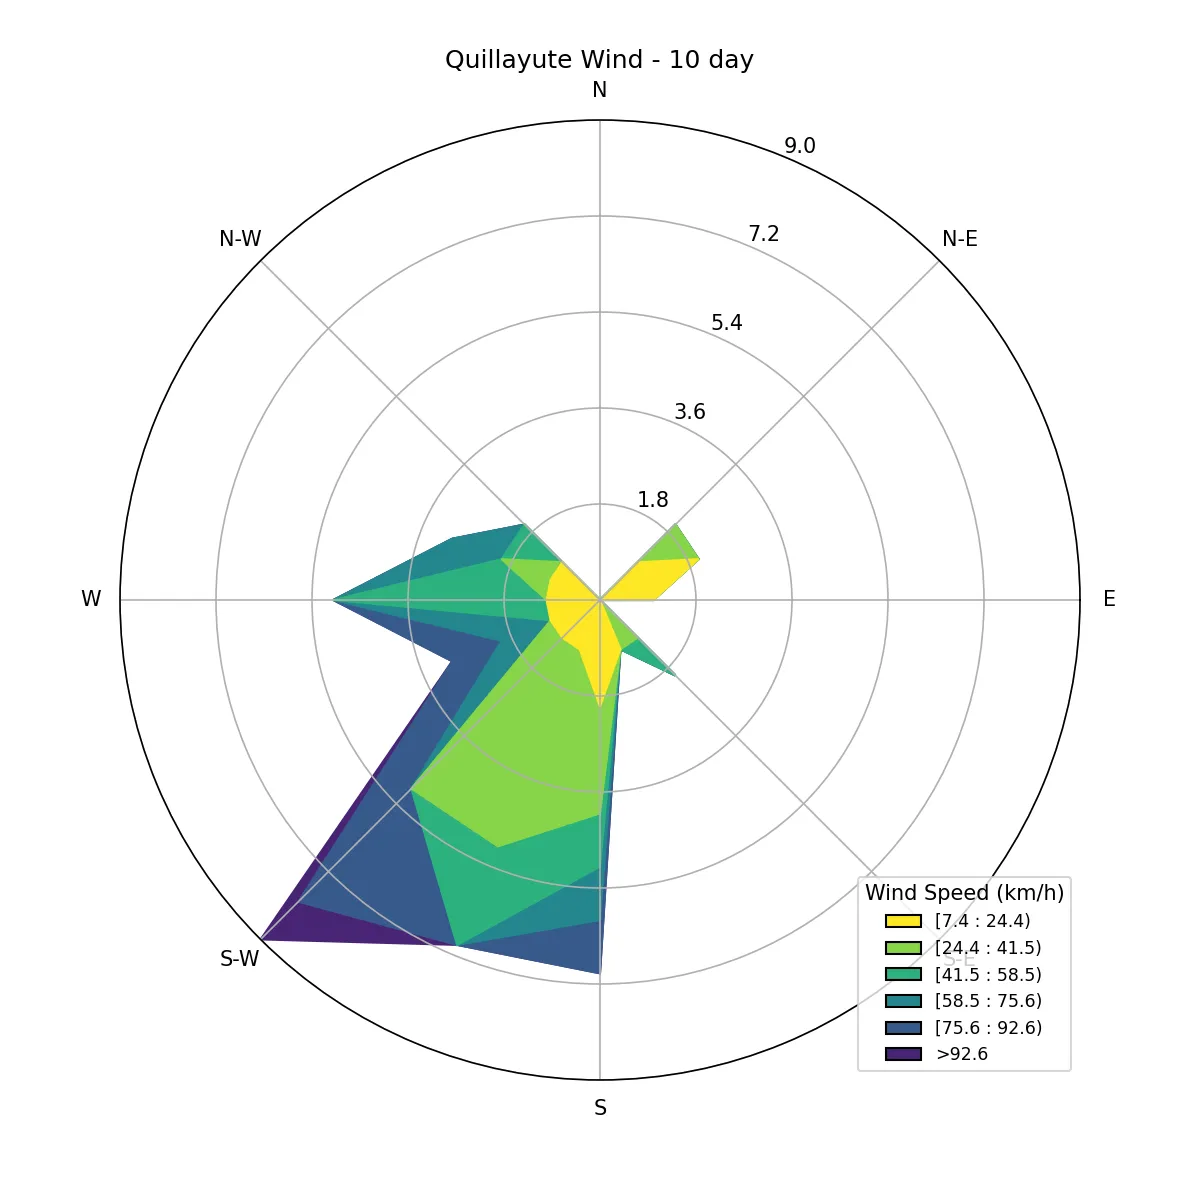 Quillayute Wind - 10 day
N
9.0
N-W
N-E
7.2
5.4
3.6
1.8
W
E
S-W
S-E
Wind Speed (km/h)
[7.4 : 24.4)
[24.4 : 41.5)
[41.5 : 58.5)
[58.5 : 75.6)
[75.6 : 92.6)
>92.6
S